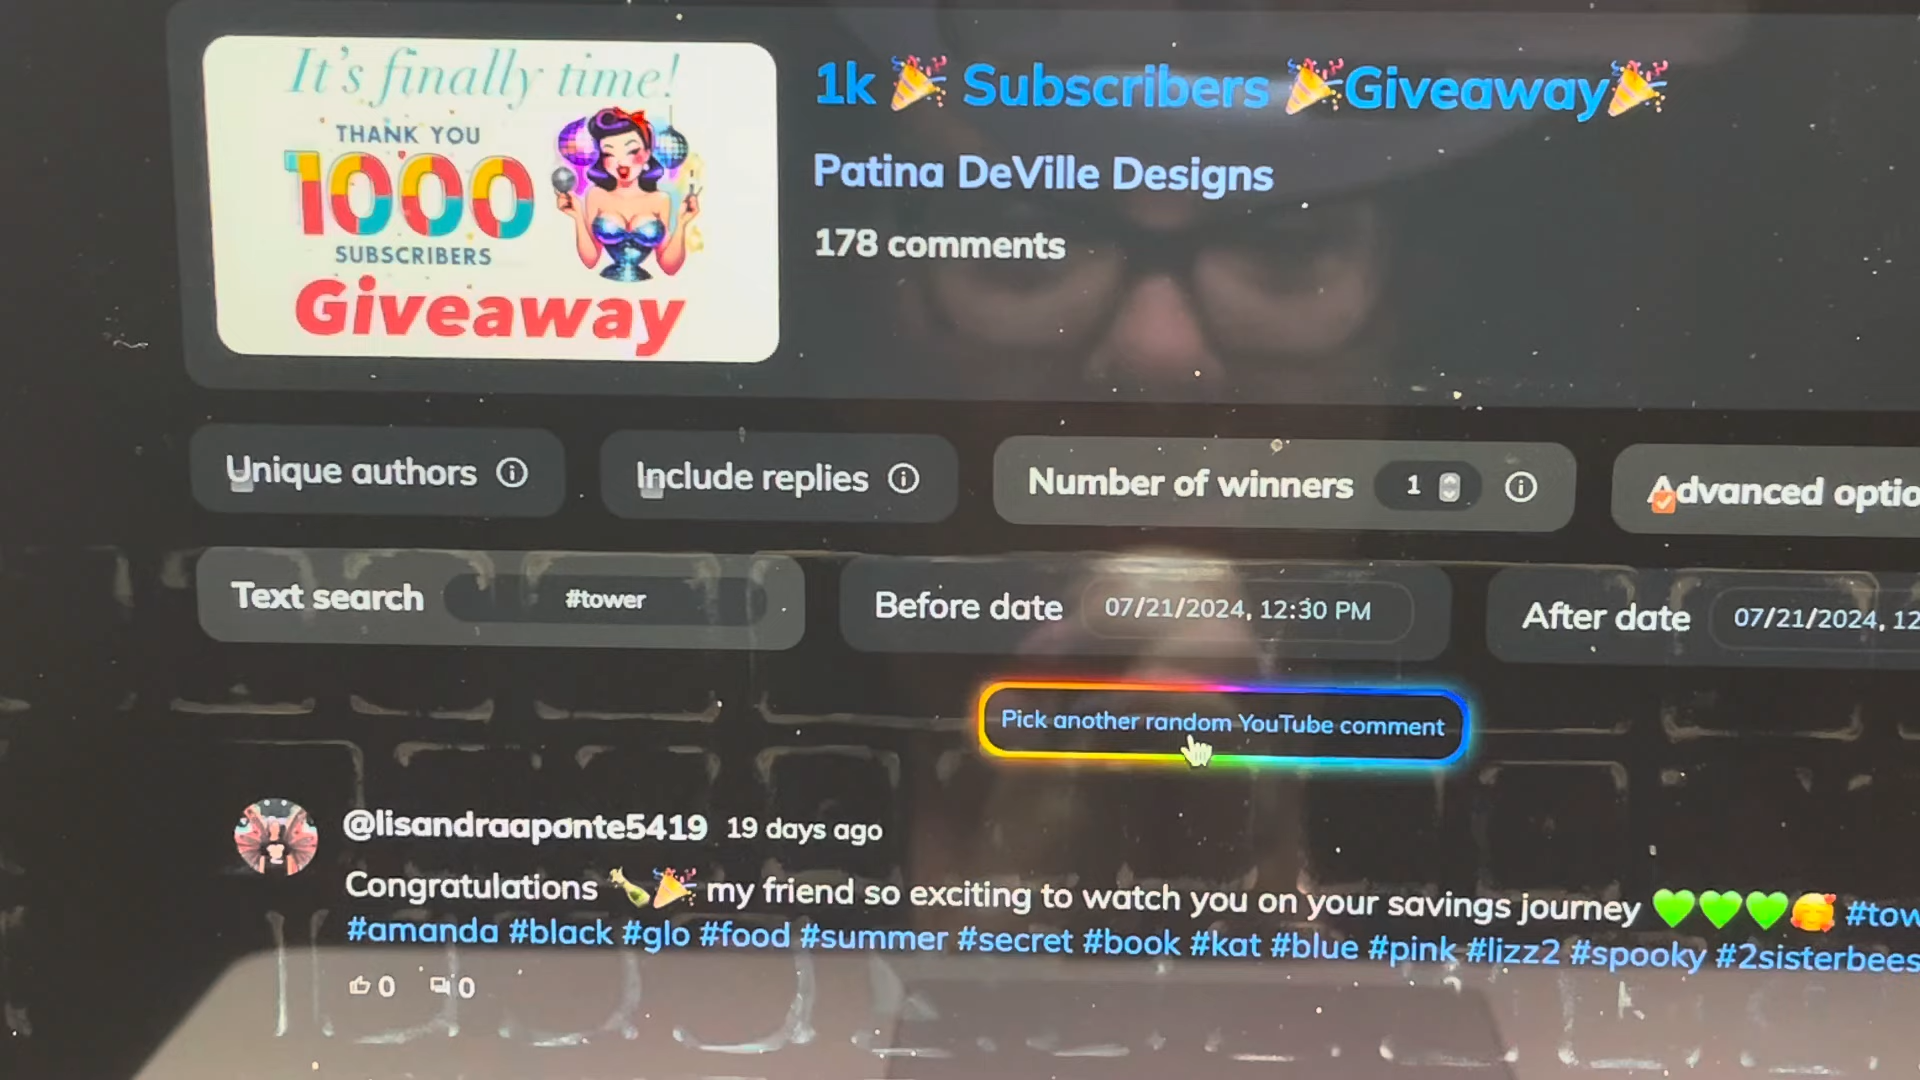 It's finally time!
THANK YOU
1000
SUBSCRIBERS
Giveaway
1k 🎉 Subscribers 🎉Giveaway🎉
Patina DeVille Designs
178 comments
Unique authors
Include replies
Number of winners 1
Advanced optio
Text search #tower
Before date 07/21/2024, 12:30 PM
After date 07/21/2024, 12
Pick another random YouTube comment
@lisandraaponte5419 19 days ago
Congratulations 🍾🎉 my friend so exciting to watch you on your savings journey 💚💚💚🥰 #tow
#amanda #black #glo #food #summer #secret #book #kat #blue #pink #lizz2 #spooky #2sisterbees
0 0